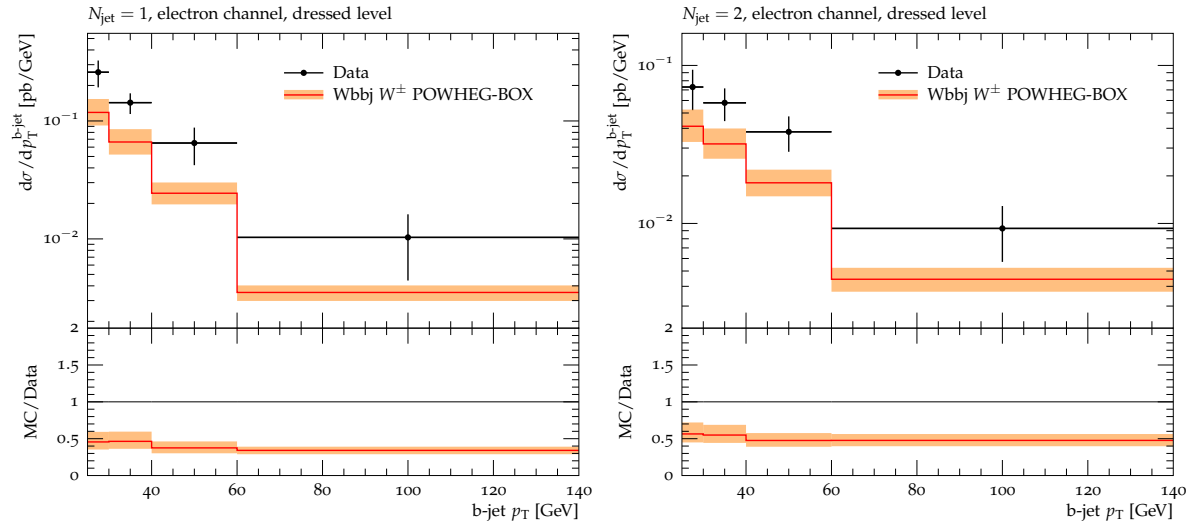 N_jet = 1, electron channel, dressed level
dσ/dp_T^b-jet [pb/GeV]
10^−1
10^−2
Data
Wbbj W^± POWHEG-BOX
MC/Data
2
1.5
1
0.5
0
40 60 80 100 120 140
b-jet p_T [GeV]
N_jet = 2, electron channel, dressed level
dσ/dp_T^b-jet [pb/GeV]
10^−1
10^−2
Data
Wbbj W^± POWHEG-BOX
MC/Data
2
1.5
1
0.5
0
40 60 80 100 120 140
b-jet p_T [GeV]